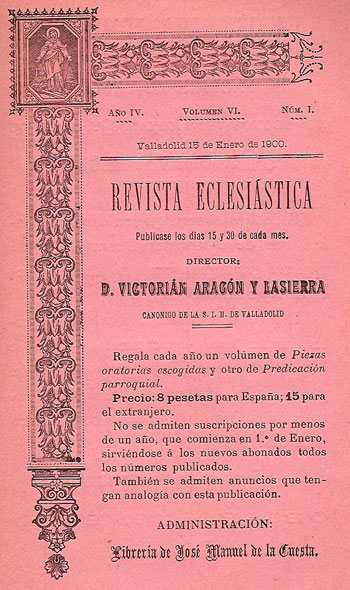 AÑO IV. VOLUMEN VI. NÚM. I.
Valladolid 15 de Enero de 1900.
REVISTA ECLESIÁSTICA
Publícase los días 15 y 30 de cada mes.
DIRECTOR:
D. VICTORIÁN ARAGÓN Y LASIERRA
CANONIGO DE LA S. I. M. DE VALLADOLID
Regala cada año un volúmen de Piezas
oratorias escogidas y otro de Predicación
parroquial.
Precio: 8 pesetas para España; 15 para
el extranjero.
No se admiten suscripciones por menos
de un año, que comienza en 1.º de Enero,
sirviéndose á los nuevos abonados todos
los números publicados.
También se admiten anuncios que ten-
gan analogía con esta publicación.
ADMINISTRACIÓN:
Librería de José Manuel de la Cuesta.